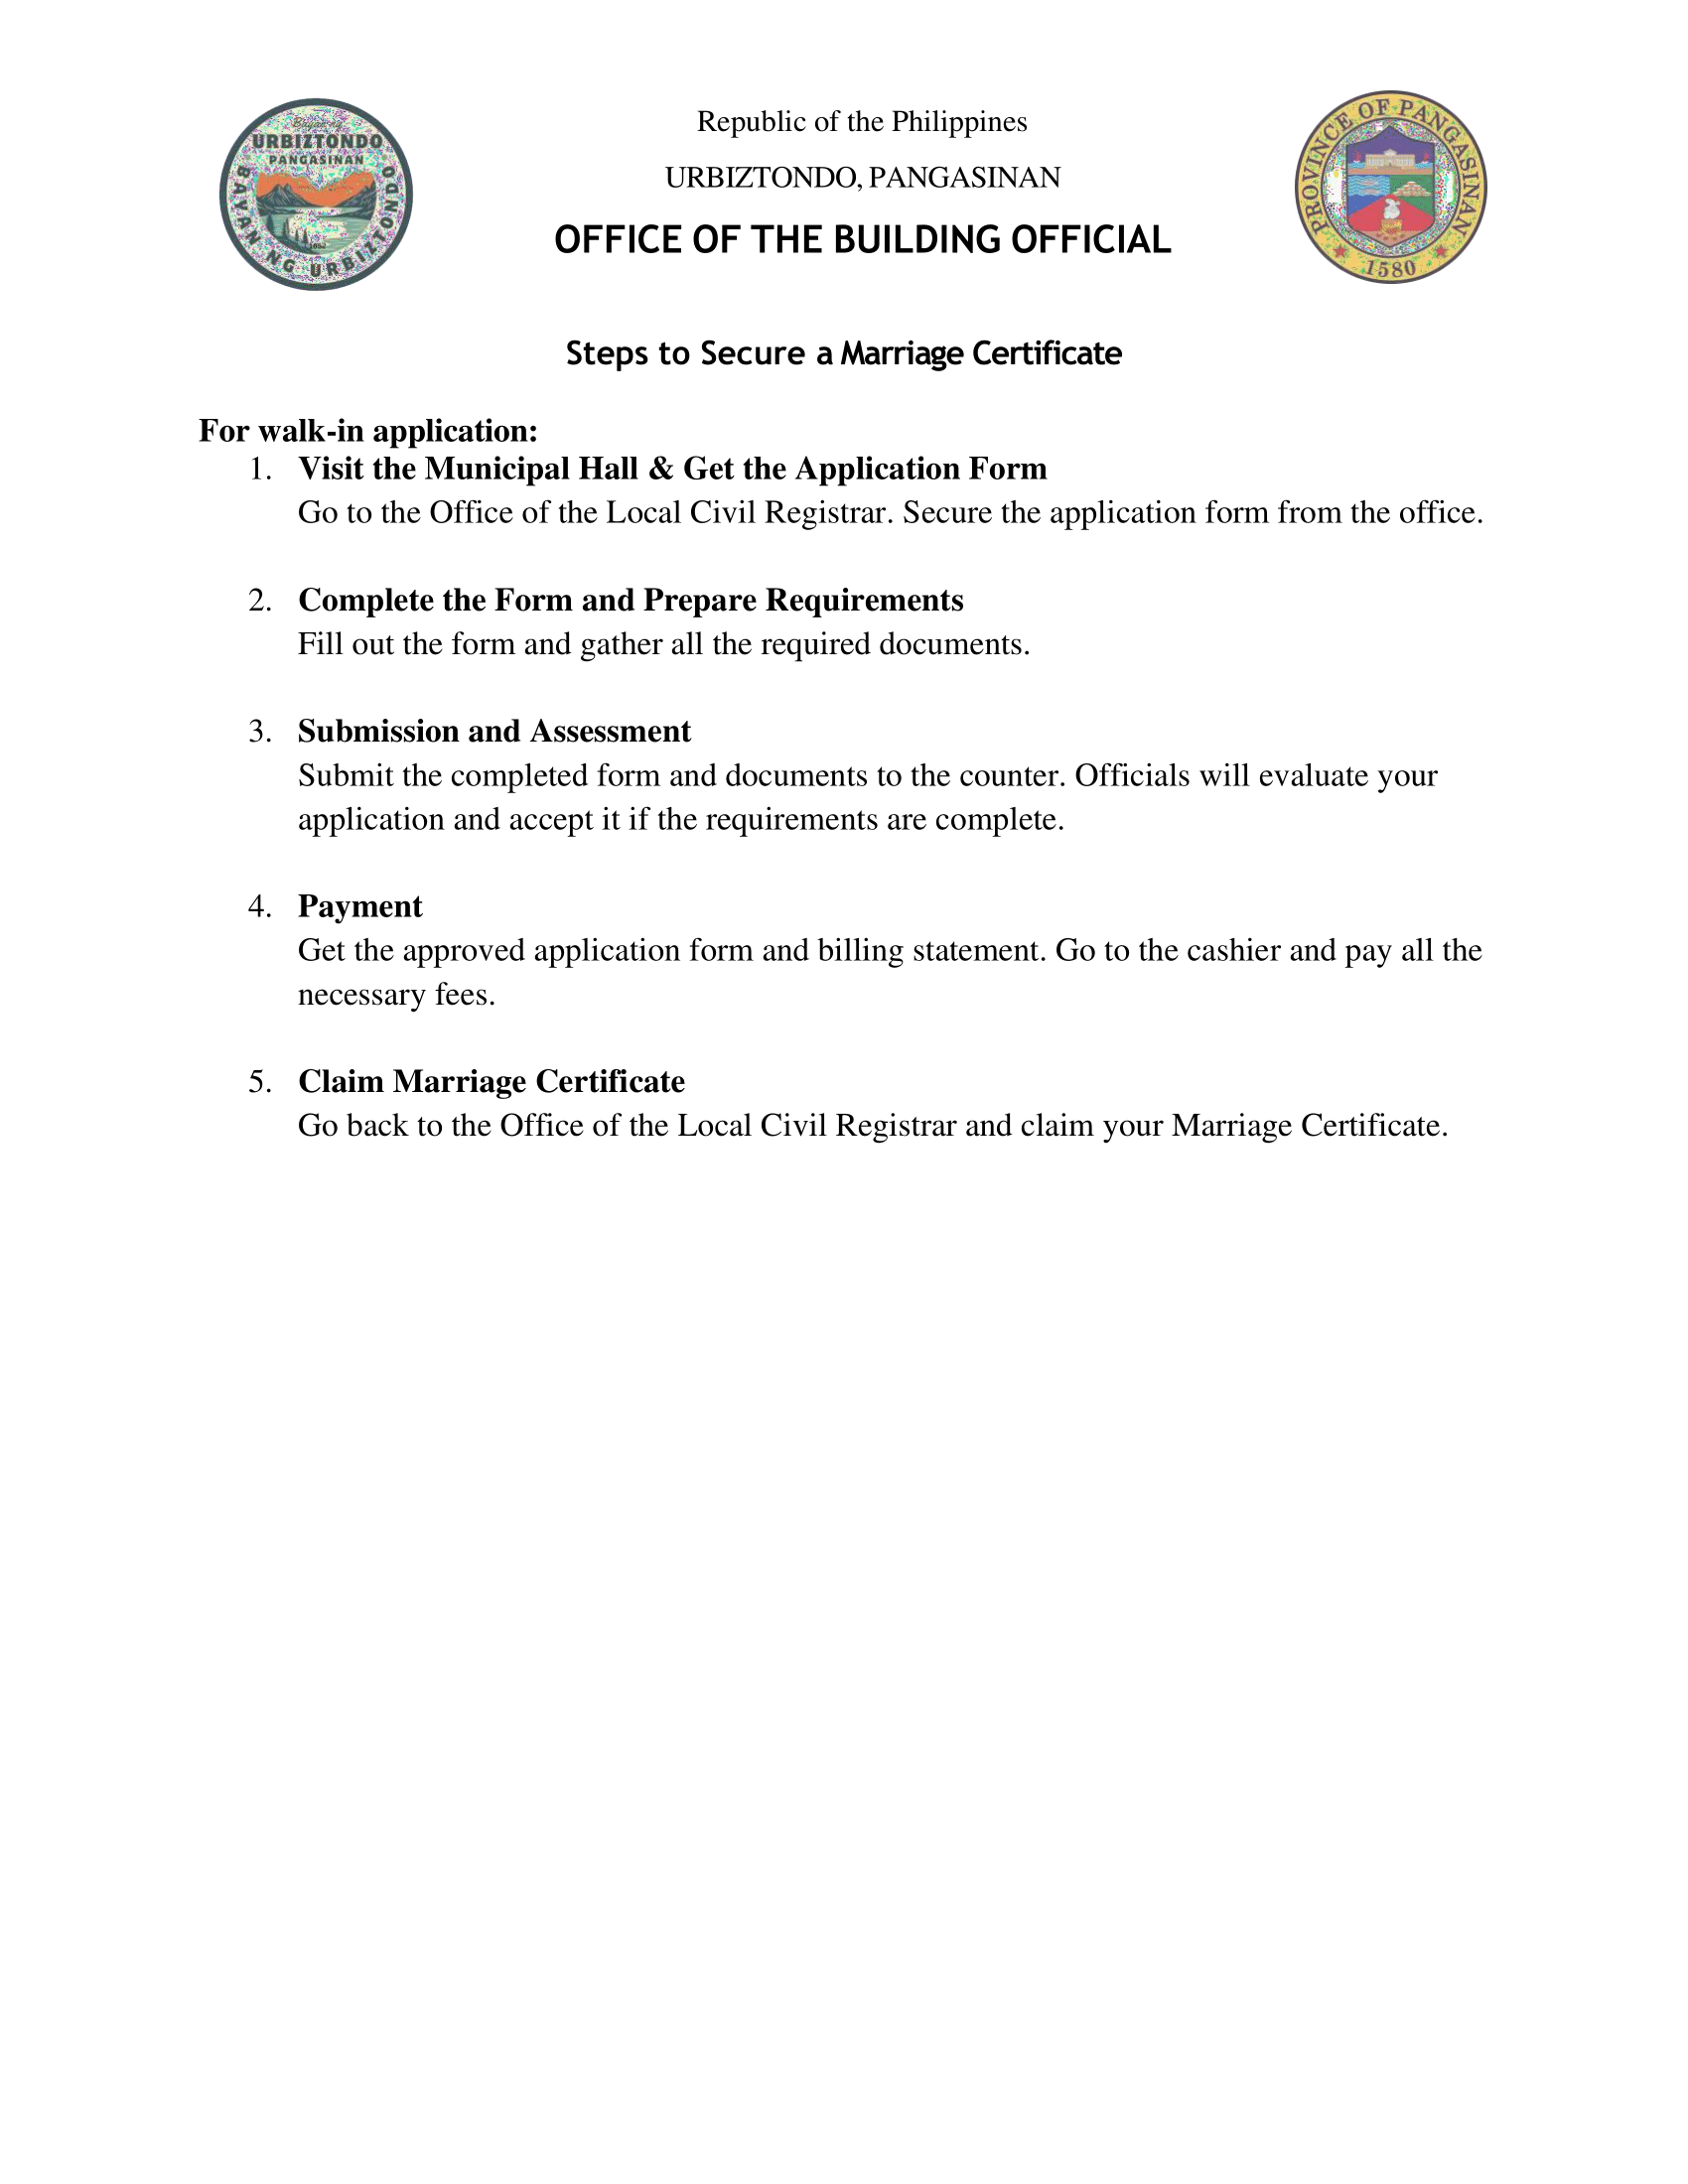 Bayan ng
URBIZTONDO
PANGASINAN
BAYAN NG URBIZTONDO
Republic of the Philippines
URBIZTONDO, PANGASINAN
OFFICE OF THE BUILDING OFFICIAL
PROVINCE OF PANGASINAN
1580
Steps to Secure a Marriage Certificate
For walk-in application:
1. Visit the Municipal Hall & Get the Application Form
Go to the Office of the Local Civil Registrar. Secure the application form from the office.
2. Complete the Form and Prepare Requirements
Fill out the form and gather all the required documents.
3. Submission and Assessment
Submit the completed form and documents to the counter. Officials will evaluate your
application and accept it if the requirements are complete.
4. Payment
Get the approved application form and billing statement. Go to the cashier and pay all the
necessary fees.
5. Claim Marriage Certificate
Go back to the Office of the Local Civil Registrar and claim your Marriage Certificate.